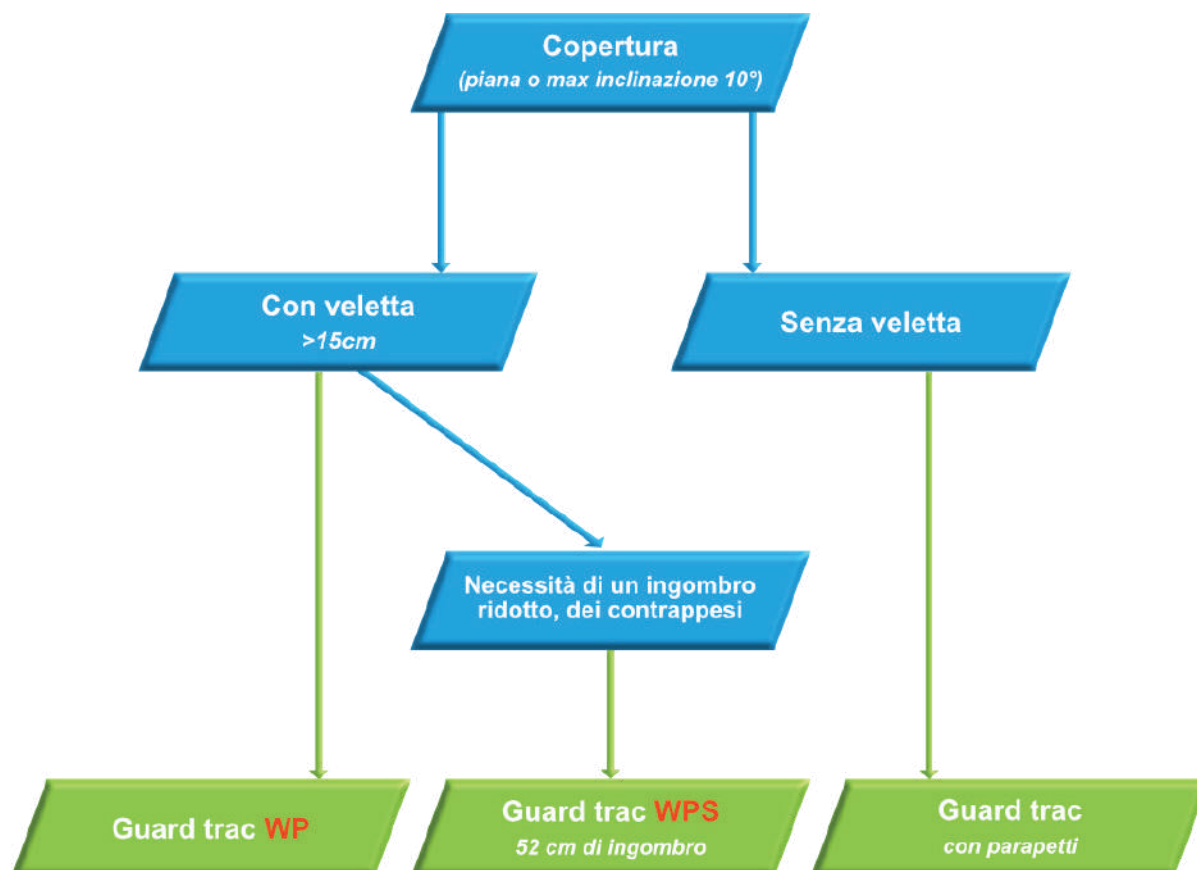 Copertura
(piana o max inclinazione 10°)
Con veletta
>15cm
Senza veletta
Necessità di un ingombro
ridotto, dei contrappesi
Guard trac WP
Guard trac WPS
52 cm di ingombro
Guard trac
con parapetti